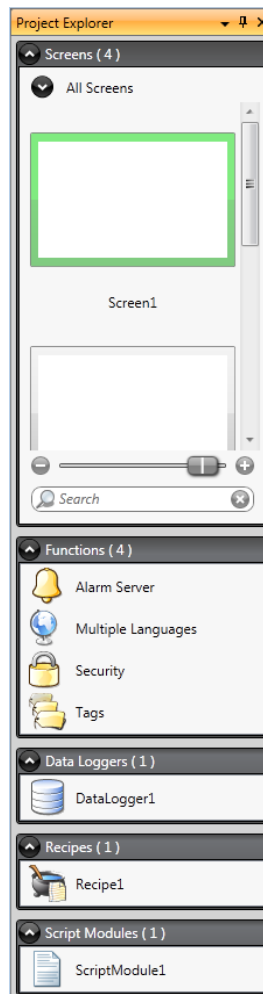 Project Explorer
Screens ( 4 )
All Screens
Screen1
Search
Functions ( 4 )
Alarm Server
Multiple Languages
Security
Tags
Data Loggers ( 1 )
DataLogger1
Recipes ( 1 )
Recipe1
Script Modules ( 1 )
ScriptModule1